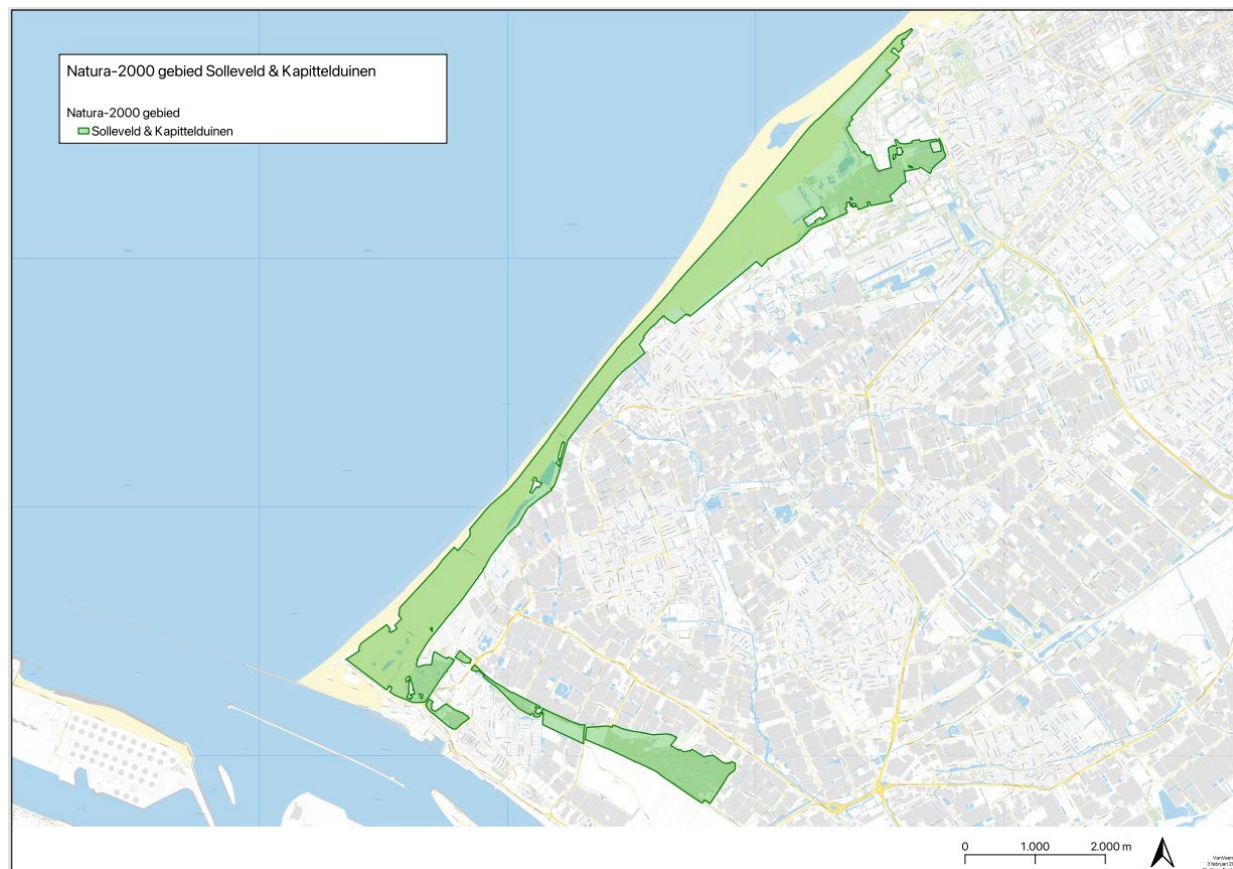 Natura-2000 gebied Solleveld & Kapittelduinen
Natura-2000 gebied
Solleveld & Kapittelduinen
0 1.000 2.000 m